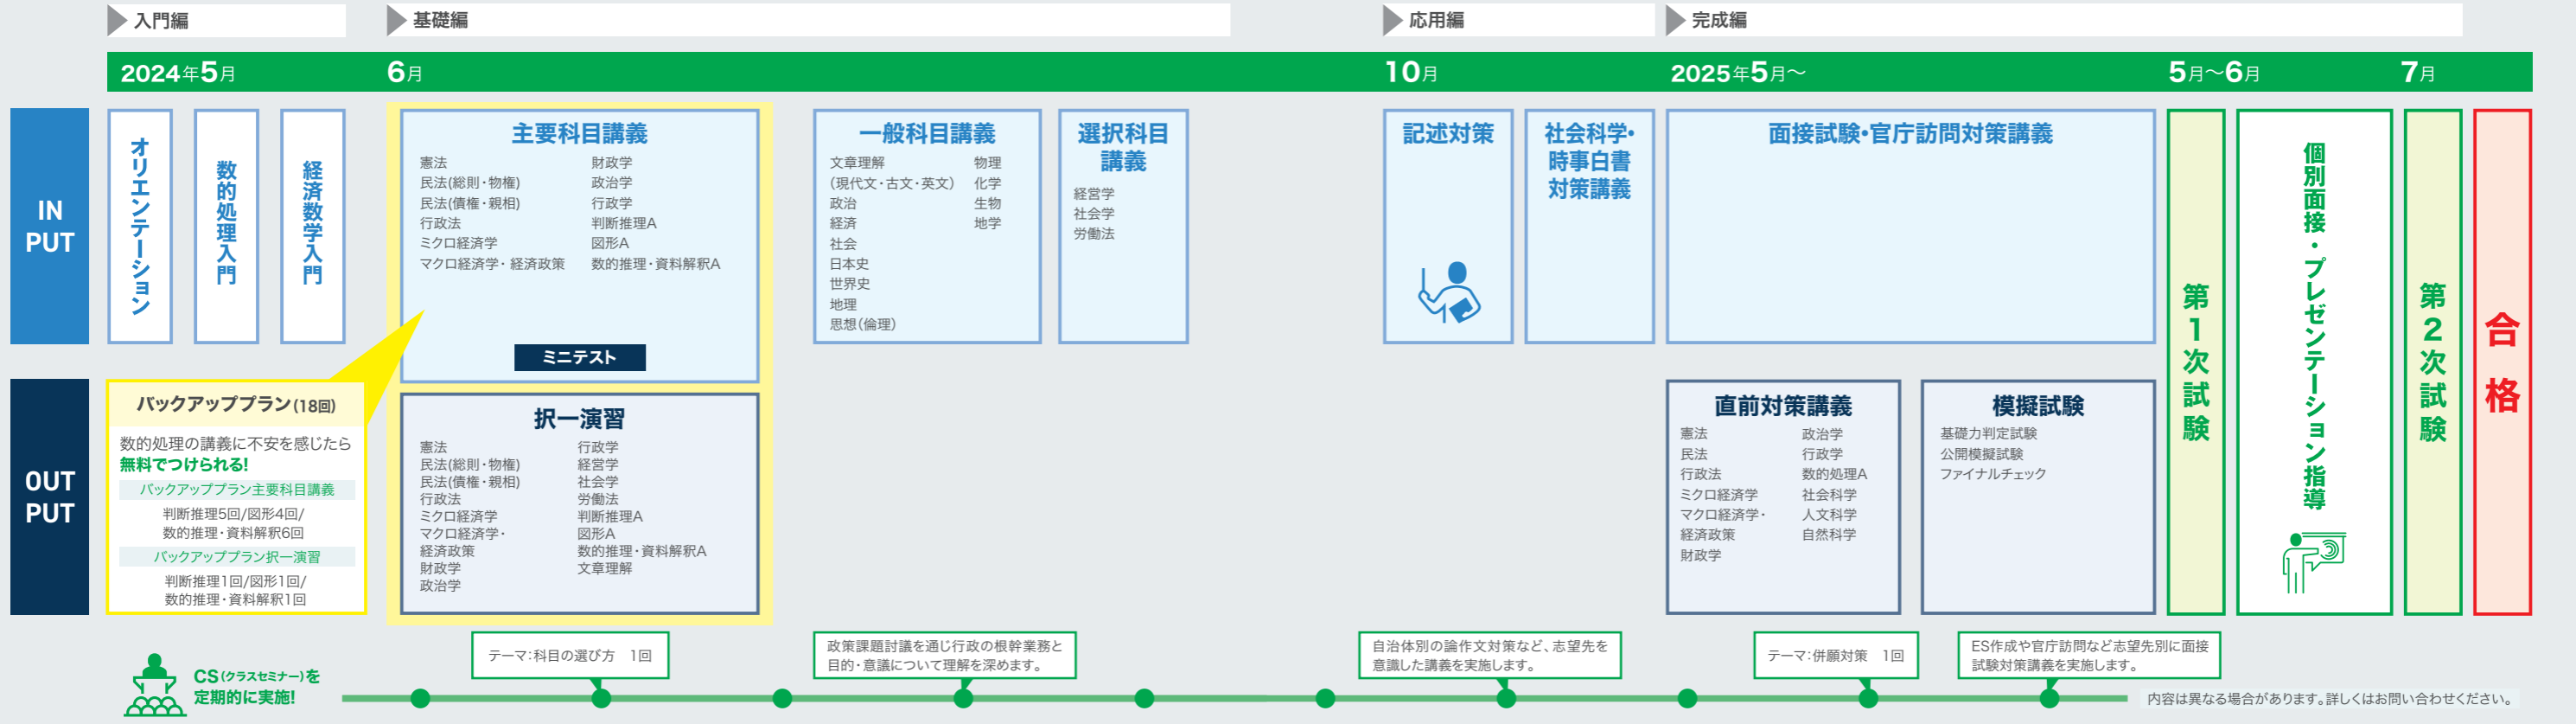 入門編
基礎編
応用編
完成編
2024年5月
6月
10月
2025年5月〜
5月〜6月
7月
IN
PUT
オリエンテーション
数的処理入門
経済数学入門
主要科目講義
憲法
民法(総則・物権)
民法(債権・親相)
行政法
ミクロ経済学
マクロ経済学・経済政策
財政学
政治学
行政学
判断推理A
図形A
数的推理・資料解釈A
ミニテスト
一般科目講義
文章理解
(現代文・古文・英文)
政治
経済
社会
日本史
世界史
地理
思想(倫理)
物理
化学
生物
地学
選択科目
講義
経営学
社会学
労働法
記述対策
社会科学・
時事白書
対策講義
面接試験・官庁訪問対策講義
第1次試験
個別面接・プレゼンテーション指導
第2次試験
合格
OUT
PUT
バックアッププラン(18回)
数的処理の講義に不安を感じたら
無料でつけられる!
バックアッププラン主要科目講義
判断推理5回/図形4回/
数的推理・資料解釈6回
バックアッププラン択一演習
判断推理1回/図形1回/
数的推理・資料解釈1回
択一演習
憲法
民法(総則・物権)
民法(債権・親相)
行政法
ミクロ経済学
マクロ経済学・
経済政策
財政学
政治学
行政学
経営学
社会学
労働法
判断推理A
図形A
数的推理・資料解釈A
文章理解
直前対策講義
憲法
民法
行政法
ミクロ経済学
マクロ経済学・
経済政策
財政学
政治学
行政学
数的処理A
社会科学
人文科学
自然科学
模擬試験
基礎力判定試験
公開模擬試験
ファイナルチェック
CS(クラスセミナー)を
定期的に実施!
テーマ:科目の選び方 1回
政策課題討議を通じ行政の根幹業務と
目的・意議について理解を深めます。
自治体別の論作文対策など、志望先を
意識した講義を実施します。
テーマ:併願対策 1回
ES作成や官庁訪問など志望先別に面接
試験対策講義を実施します。
内容は異なる場合があります。詳しくはお問い合わせください。